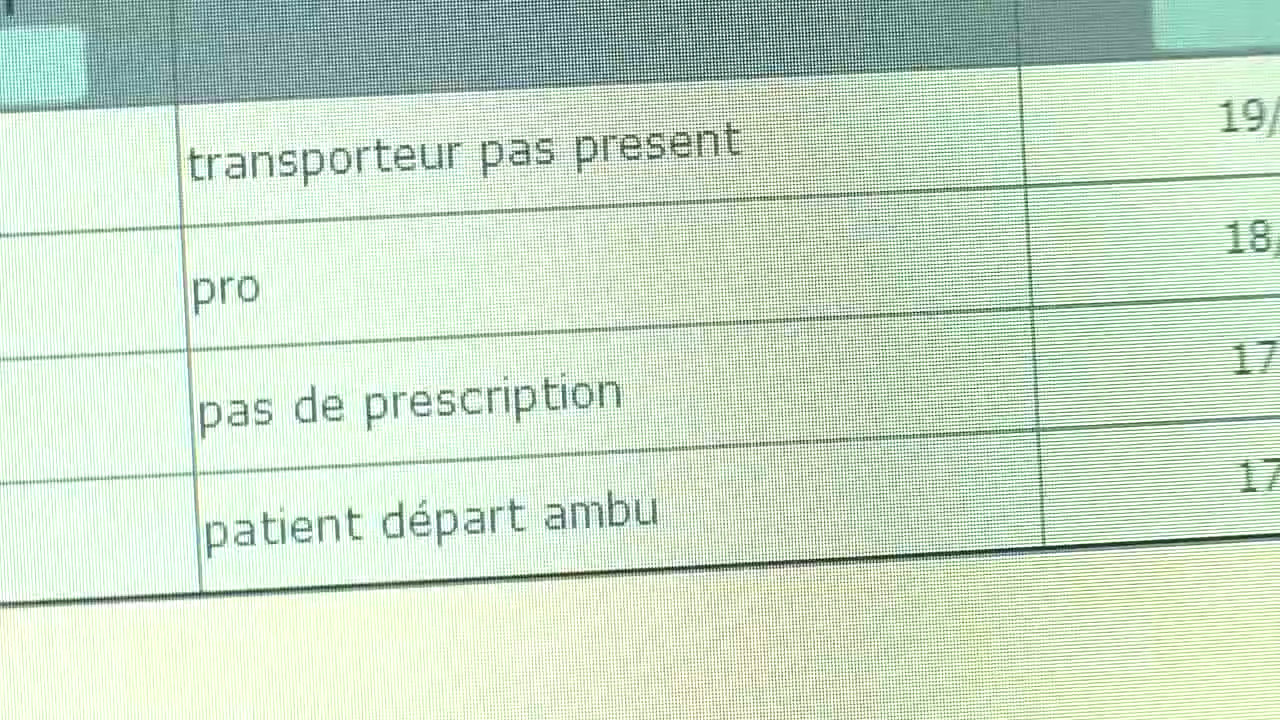 transporteur pas present 19/
pro 18/
pas de prescription 17
patient départ ambu 17